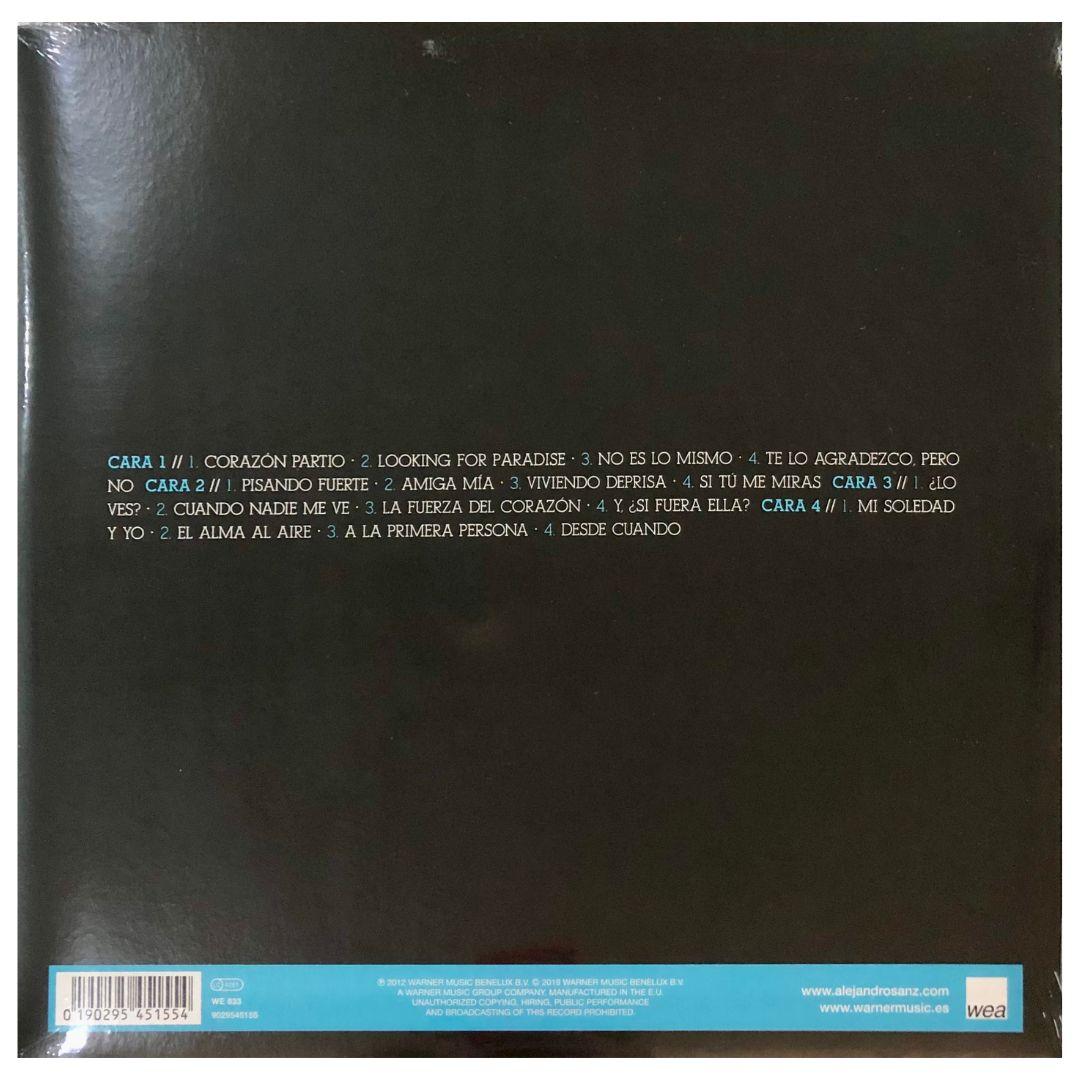 CARA 1 // 1. CORAZÓN PARTIO · 2. LOOKING FOR PARADISE · 3. NO ES LO MISMO · 4. TE LO AGRADEZCO, PERO
NO CARA 2 // 1. PISANDO FUERTE · 2. AMIGA MÍA · 3. VIVIENDO DEPRISA · 4. SI TÚ ME MIRAS CARA 3 // 1. ¿LO
VES? · 2. CUANDO NADIE ME VE · 3. LA FUERZA DEL CORAZÓN · 4. Y, ¿SI FUERA ELLA? CARA 4 // 1. MI SOLEDAD
Y YO · 2. EL ALMA AL AIRE · 3. A LA PRIMERA PERSONA · 4. DESDE CUANDO
0 190295 451554
WE 833
9029545155
℗ 2012 WARNER MUSIC BENELUX B.V. © 2018 WARNER MUSIC BENELUX B.V.
A WARNER MUSIC GROUP COMPANY. MANUFACTURED IN THE E.U.
UNAUTHORIZED COPYING, HIRING, PUBLIC PERFORMANCE
AND BROADCASTING OF THIS RECORD PROHIBITED.
www.alejandrosanz.com
www.warnermusic.es
wea